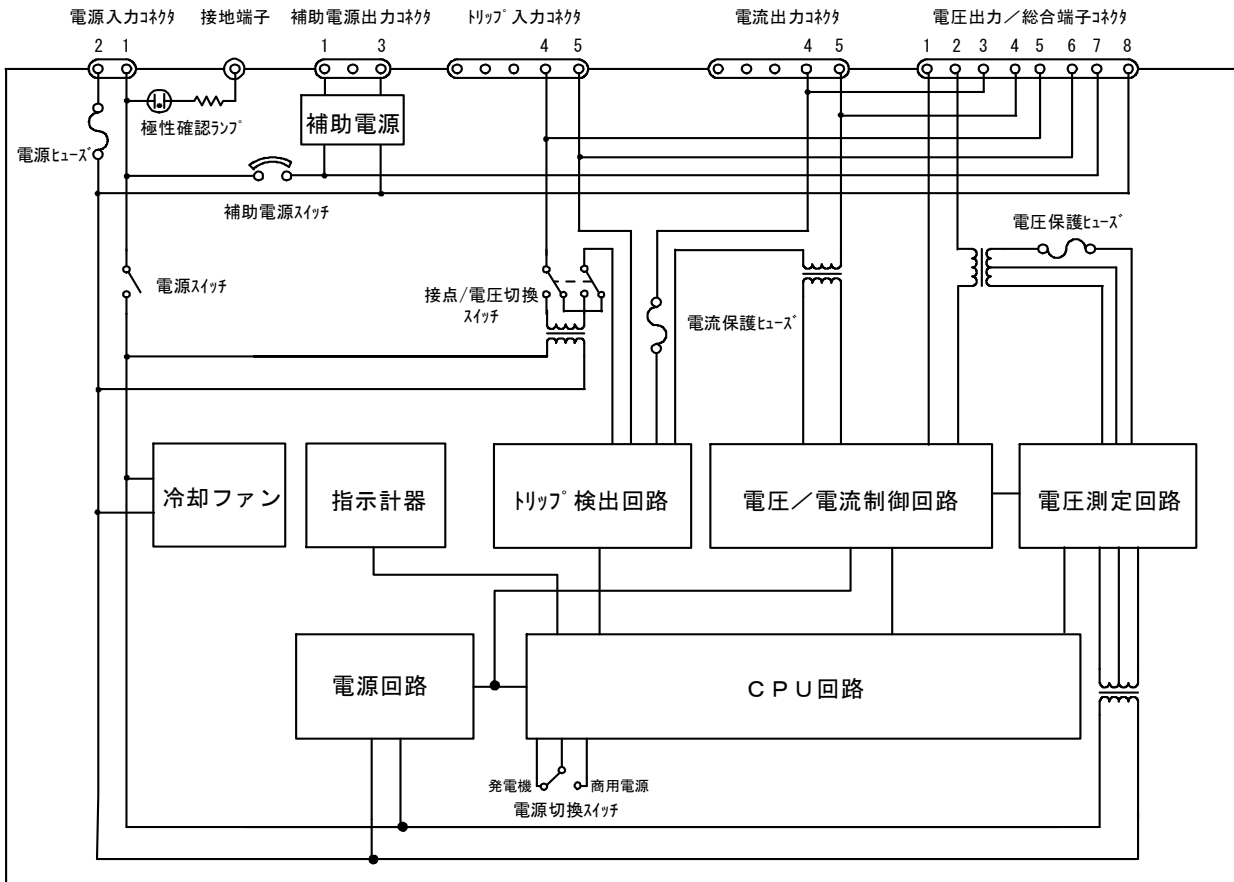 電源入力ｺﾈｸﾀ 接地端子 補助電源出力ｺﾈｸﾀ ﾄﾘｯﾌﾟ入力ｺﾈｸﾀ 電流出力ｺﾈｸﾀ 電圧出力／総合端子ｺﾈｸﾀ
2 1 1 3 4 5 4 5 1 2 3 4 5 6 7 8
極性確認ﾗﾝﾌﾟ
補助電源
電源ﾋｭｰｽﾞ
補助電源ｽｲｯﾁ
電圧保護ﾋｭｰｽﾞ
電源ｽｲｯﾁ
接点/電圧切換
ｽｲｯﾁ
電流保護ﾋｭｰｽﾞ
冷却ファン
指示計器
ﾄﾘｯﾌﾟ検出回路
電圧／電流制御回路
電圧測定回路
電源回路
ＣＰＵ回路
発電機 商用電源
電源切換ｽｲｯﾁ